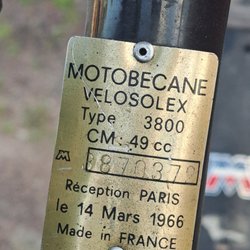 MOTOBECANE
VELOSOLEX
Type 3800
CM: 49 cc
M
Réception PARIS
le 14 Mars 1966
Made in FRANCE